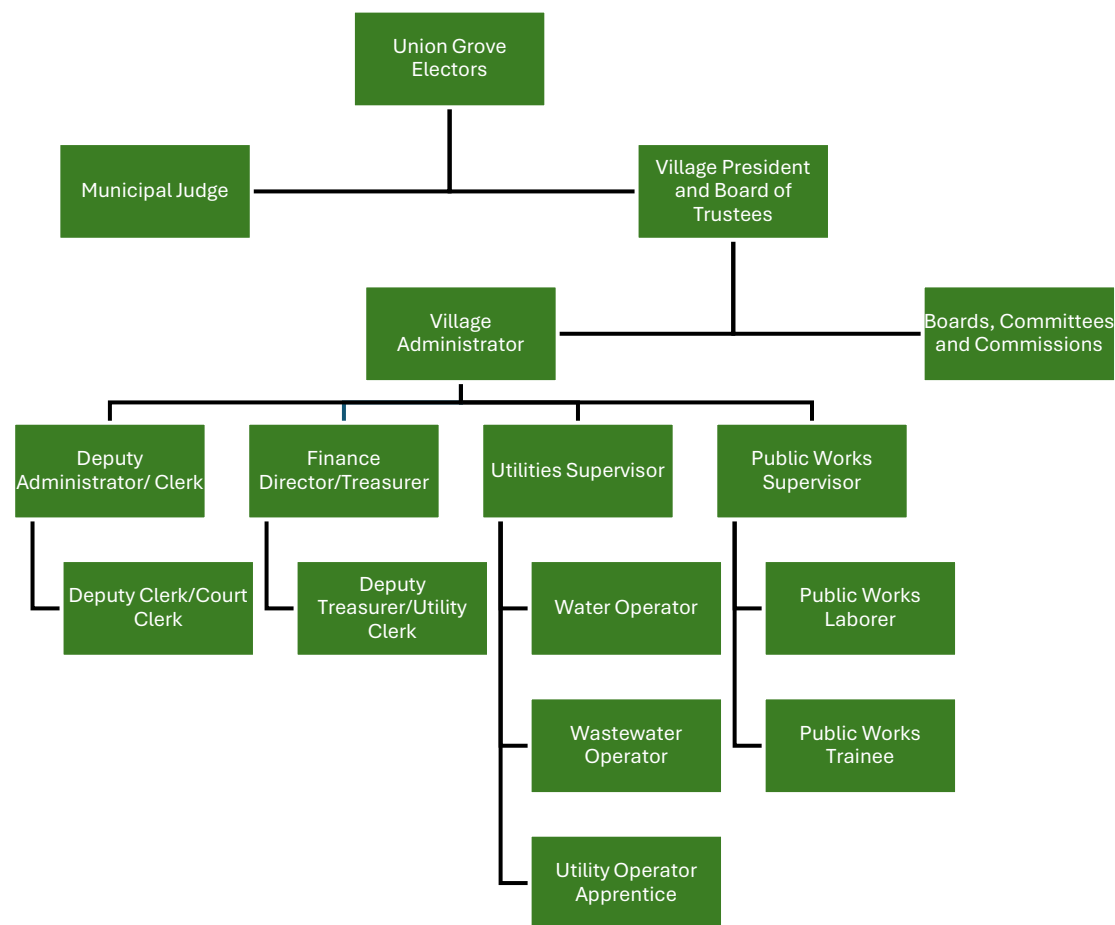 Union Grove
Electors
Municipal Judge
Village President
and Board of
Trustees
Village
Administrator
Boards, Committees
and Commissions
Deputy
Administrator/ Clerk
Finance
Director/Treasurer
Utilities Supervisor
Public Works
Supervisor
Deputy Clerk/Court
Clerk
Deputy
Treasurer/Utility
Clerk
Water Operator
Public Works
Laborer
Wastewater
Operator
Public Works
Trainee
Utility Operator
Apprentice